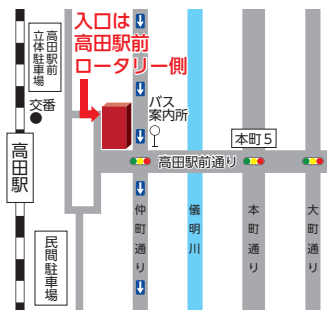 入口は
高田駅前
ロータリー側
高田駅前
立体駐車場
交番
バス
案内所
本町5
高田駅
高田駅前通り
民間駐車場
仲町通り
儀明川
本町通り
大町通り